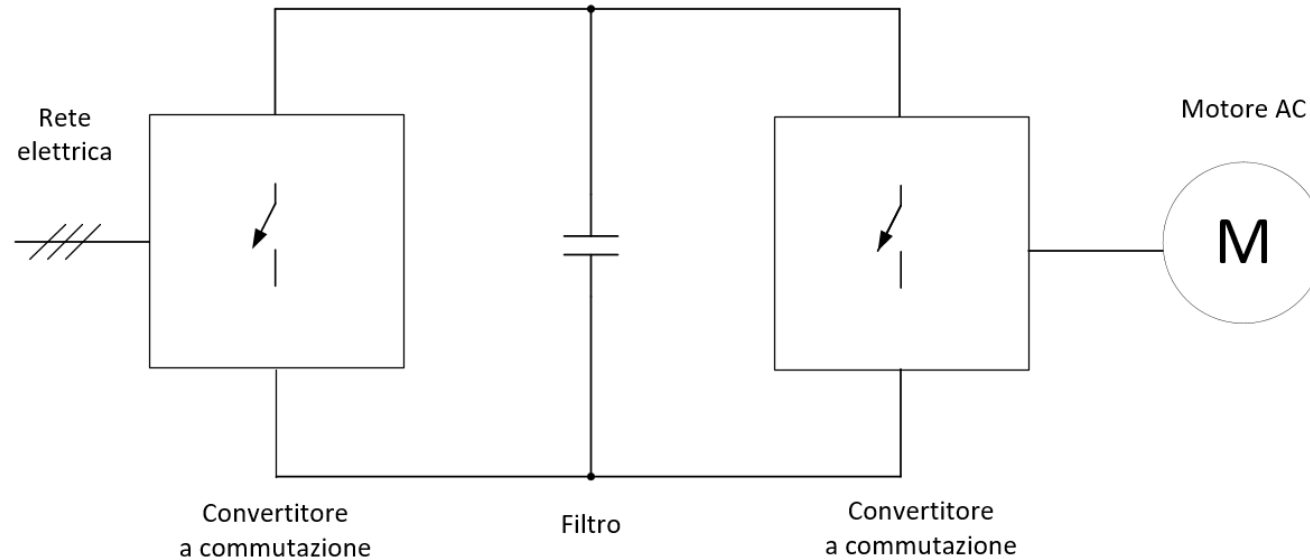 Rete
elettrica
Motore AC
M
Convertitore
a commutazione
Filtro
Convertitore
a commutazione